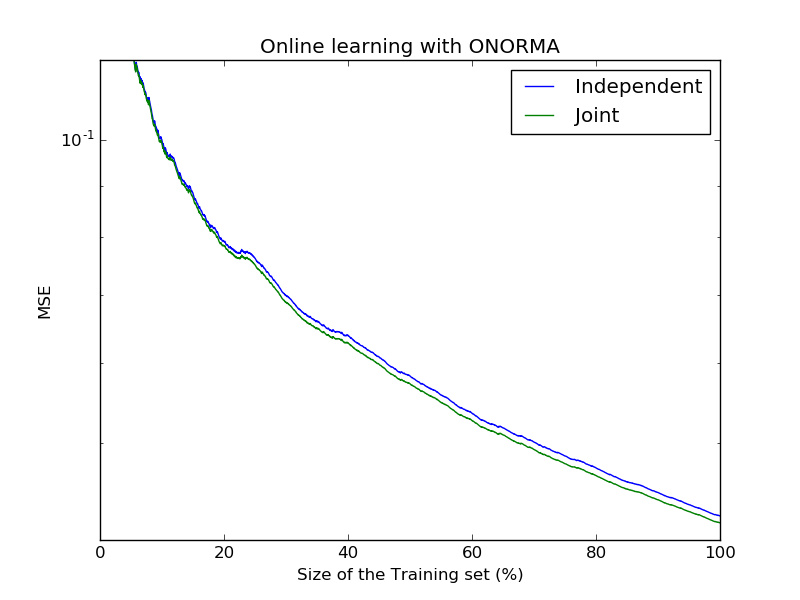 Online learning with ONORMA
Independent
Joint
10^-1
MSE
0 20 40 60 80 100
Size of the Training set (%)